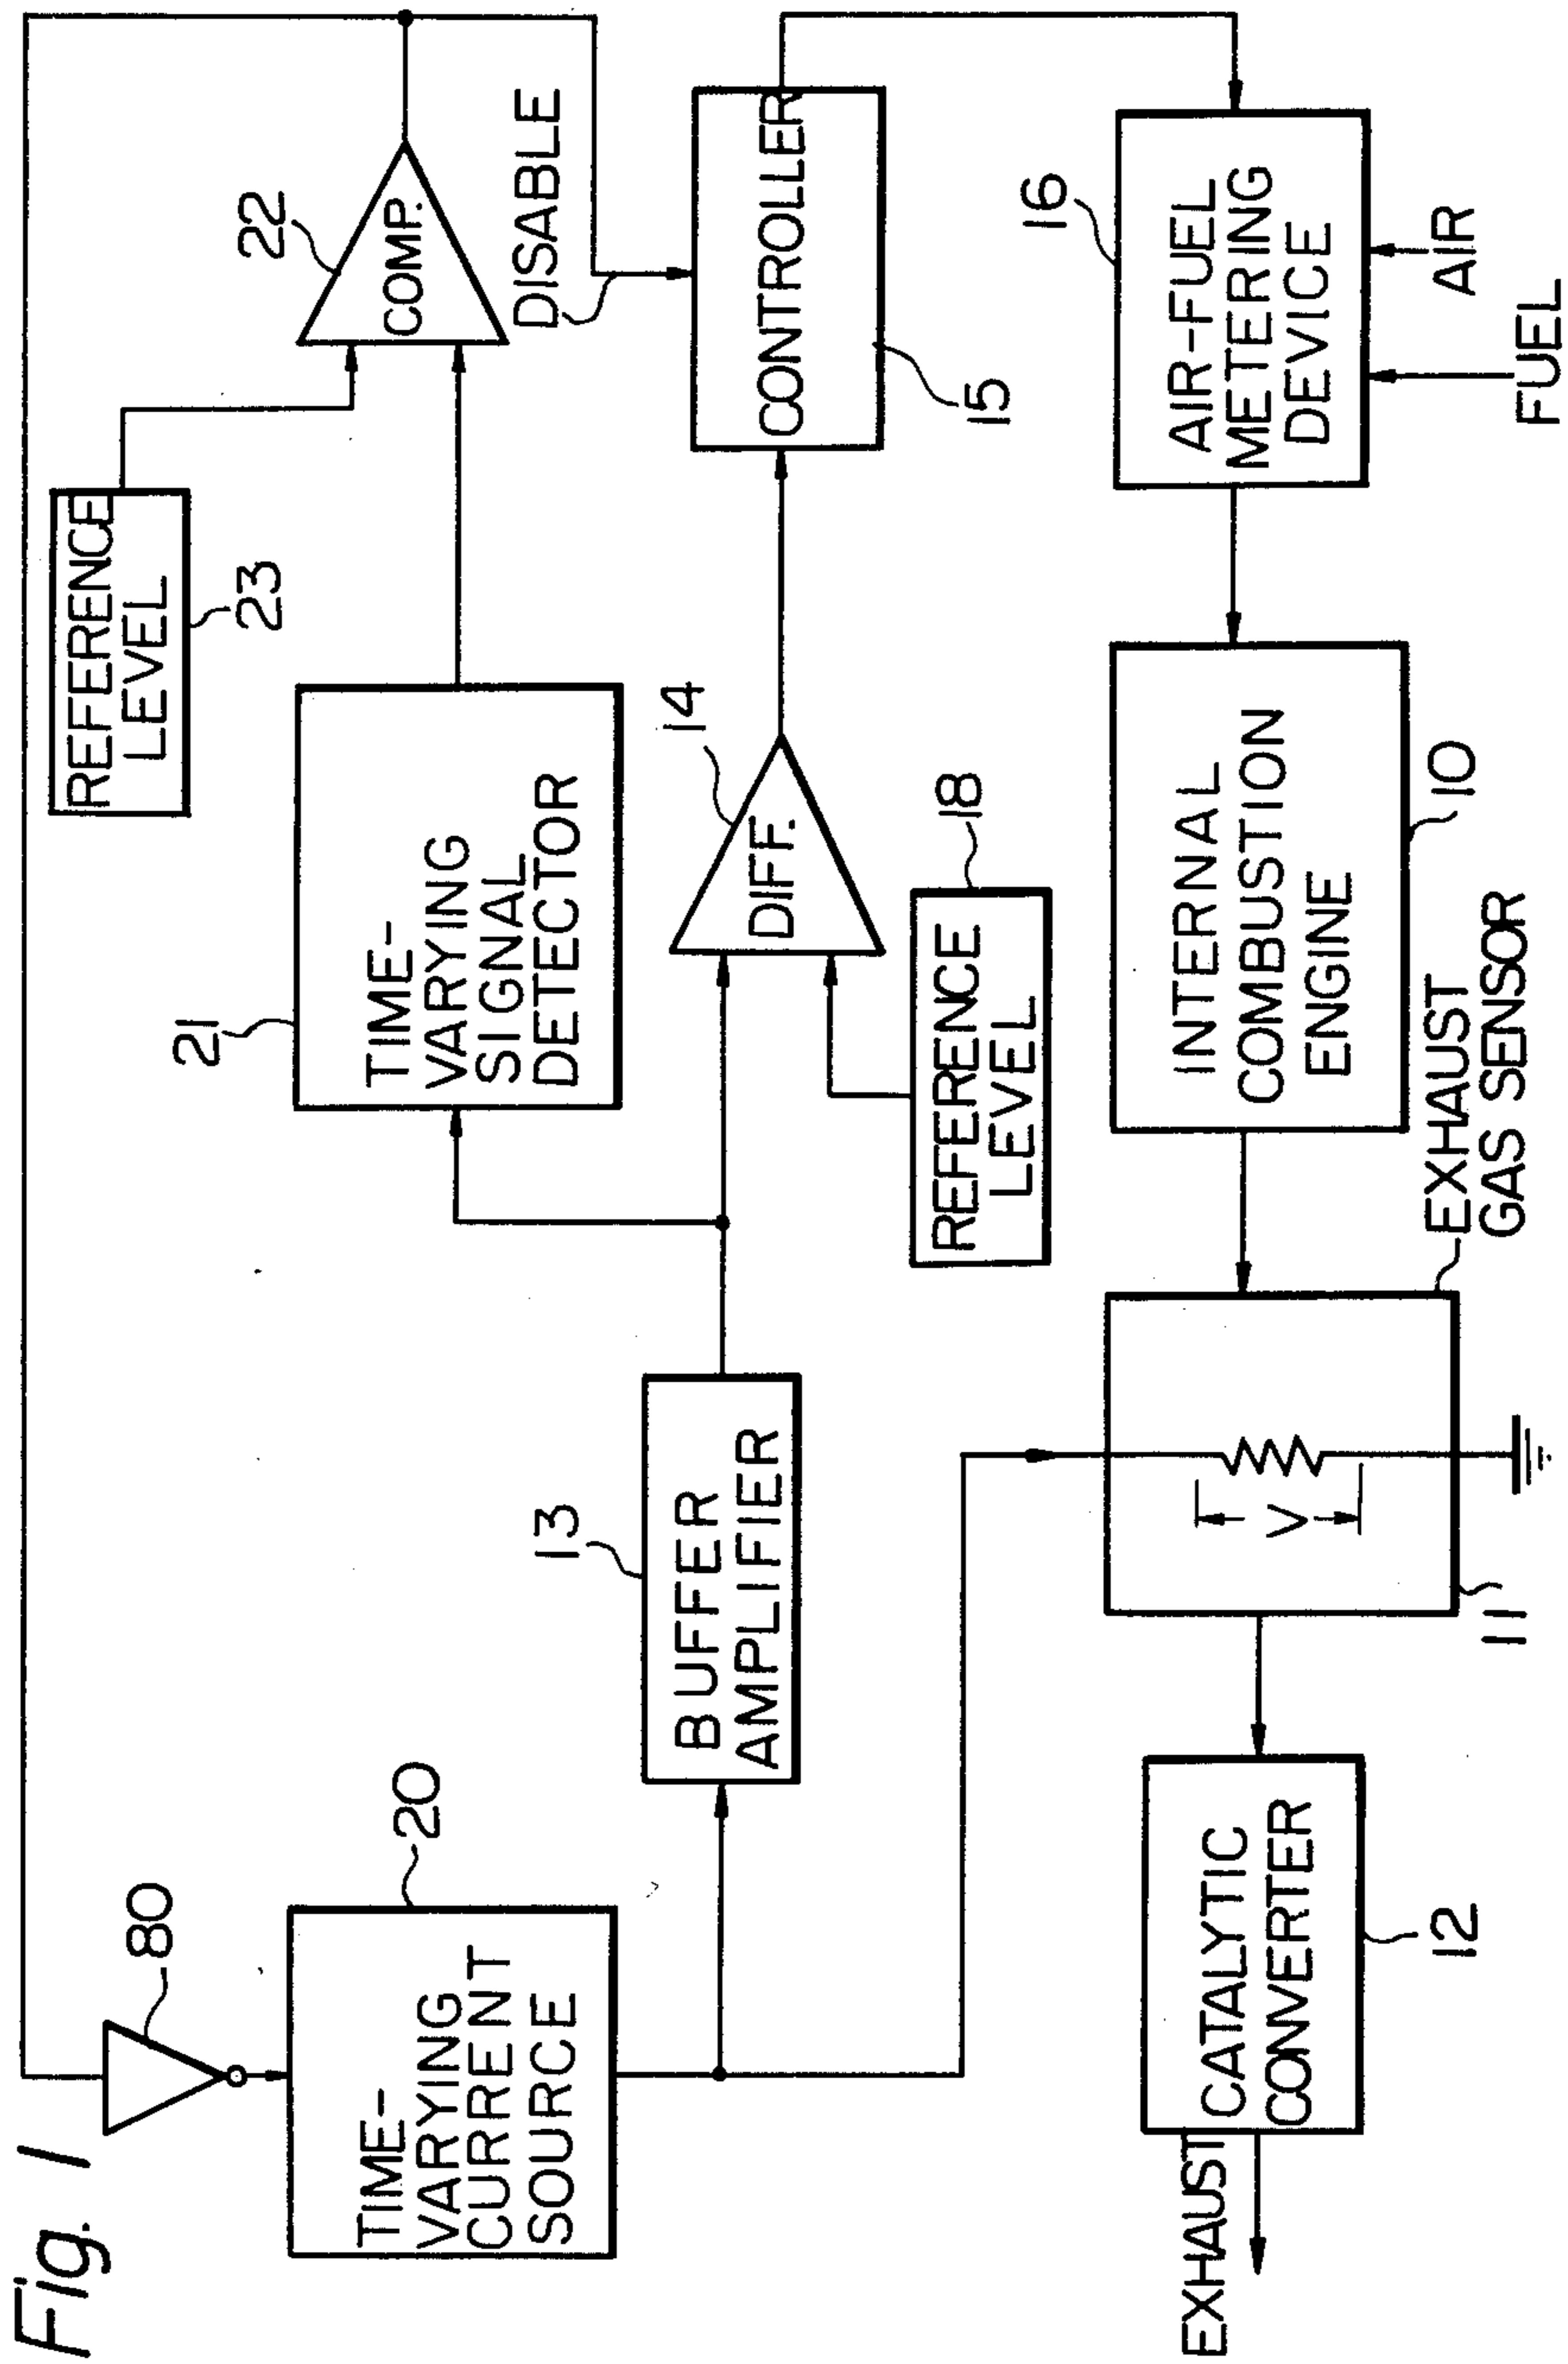 Fig. 1
80
REFERENCE
LEVEL
23
22
COMP.
21
TIME-
VARYING
SIGNAL
DETECTOR
20
TIME-
VARYING
CURRENT
SOURCE
DISABLE
13
BUFFER
AMPLIFIER
14
DIFF.
CONTROLLER
15
REFERENCE
LEVEL
18
16
AIR-FUEL
METERING
DEVICE
AIR
FUEL
INTERNAL
COMBUSTION
ENGINE
10
EXHAUST
GAS SENSOR
V
11
CATALYTIC
CONVERTER
12
EXHAUST